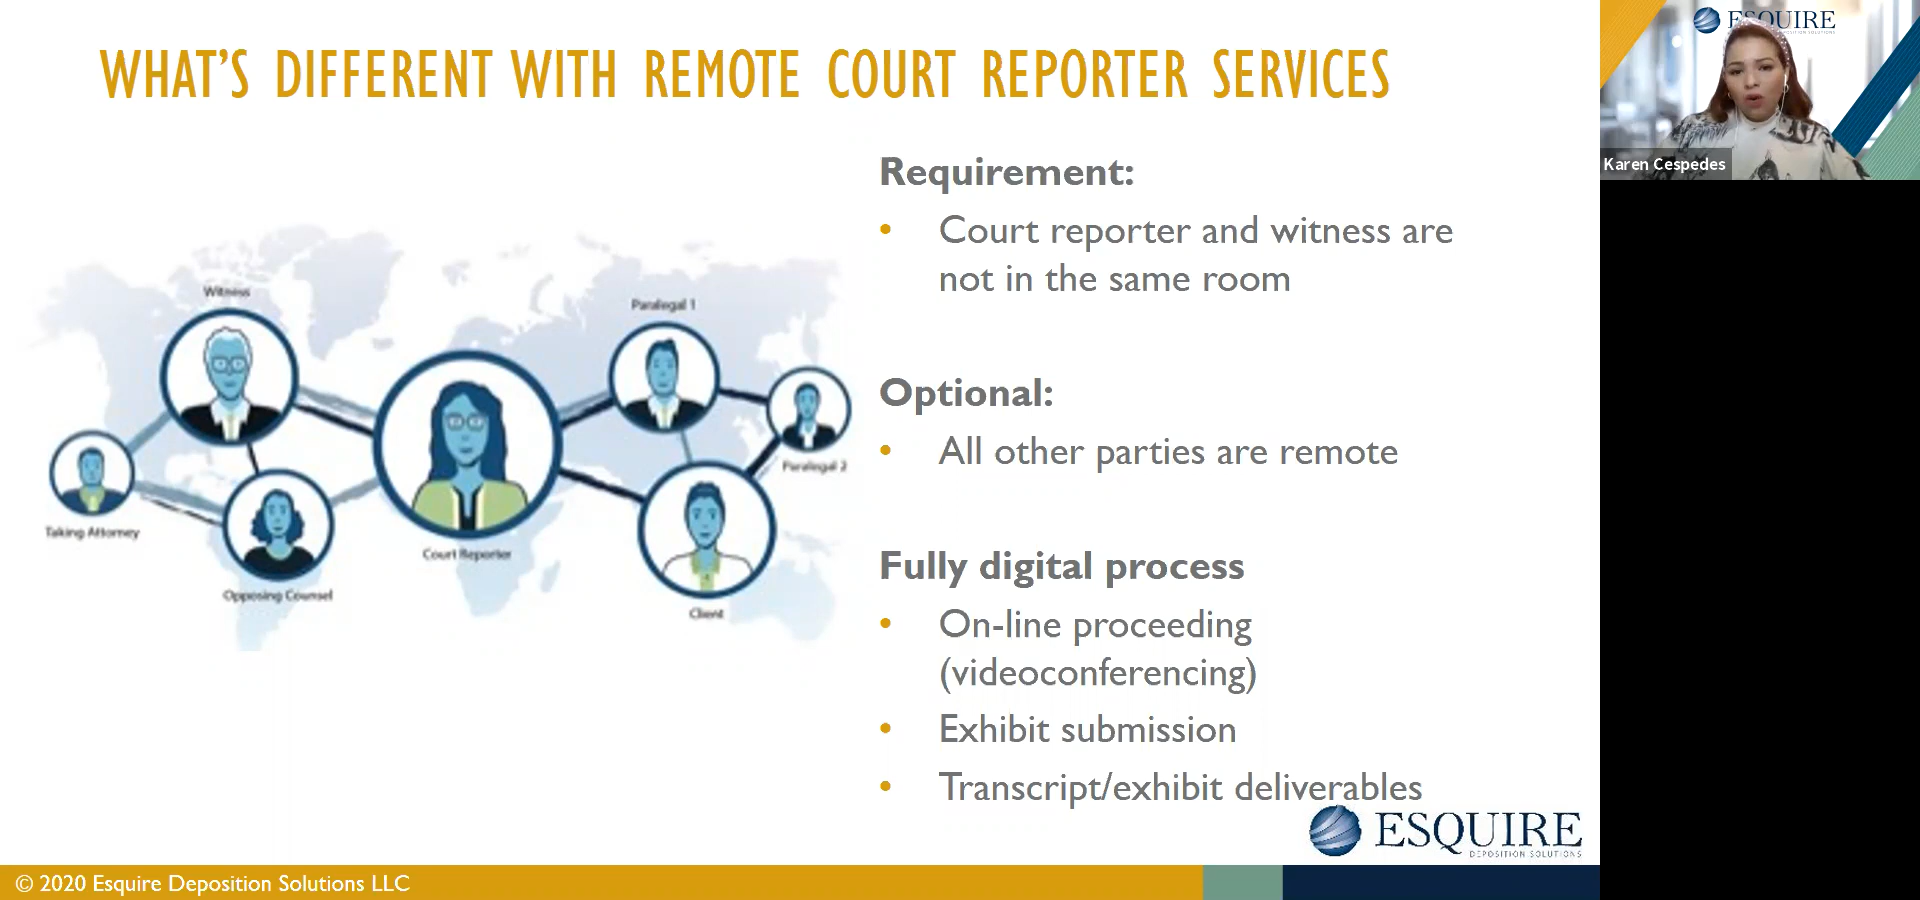 WHAT'S DIFFERENT WITH REMOTE COURT REPORTER SERVICES
Requirement:
• Court reporter and witness are
not in the same room
Optional:
• All other parties are remote
Fully digital process
• On-line proceeding
(videoconferencing)
• Exhibit submission
• Transcript/exhibit deliverables
Witness
Paralegal 1
Paralegal 2
Taking Attorney
Court Reporter
Opposing Counsel
Client
ESQUIRE
DEPOSITION SOLUTIONS
© 2020 Esquire Deposition Solutions LLC
ESQUIRE
Karen Cespedes